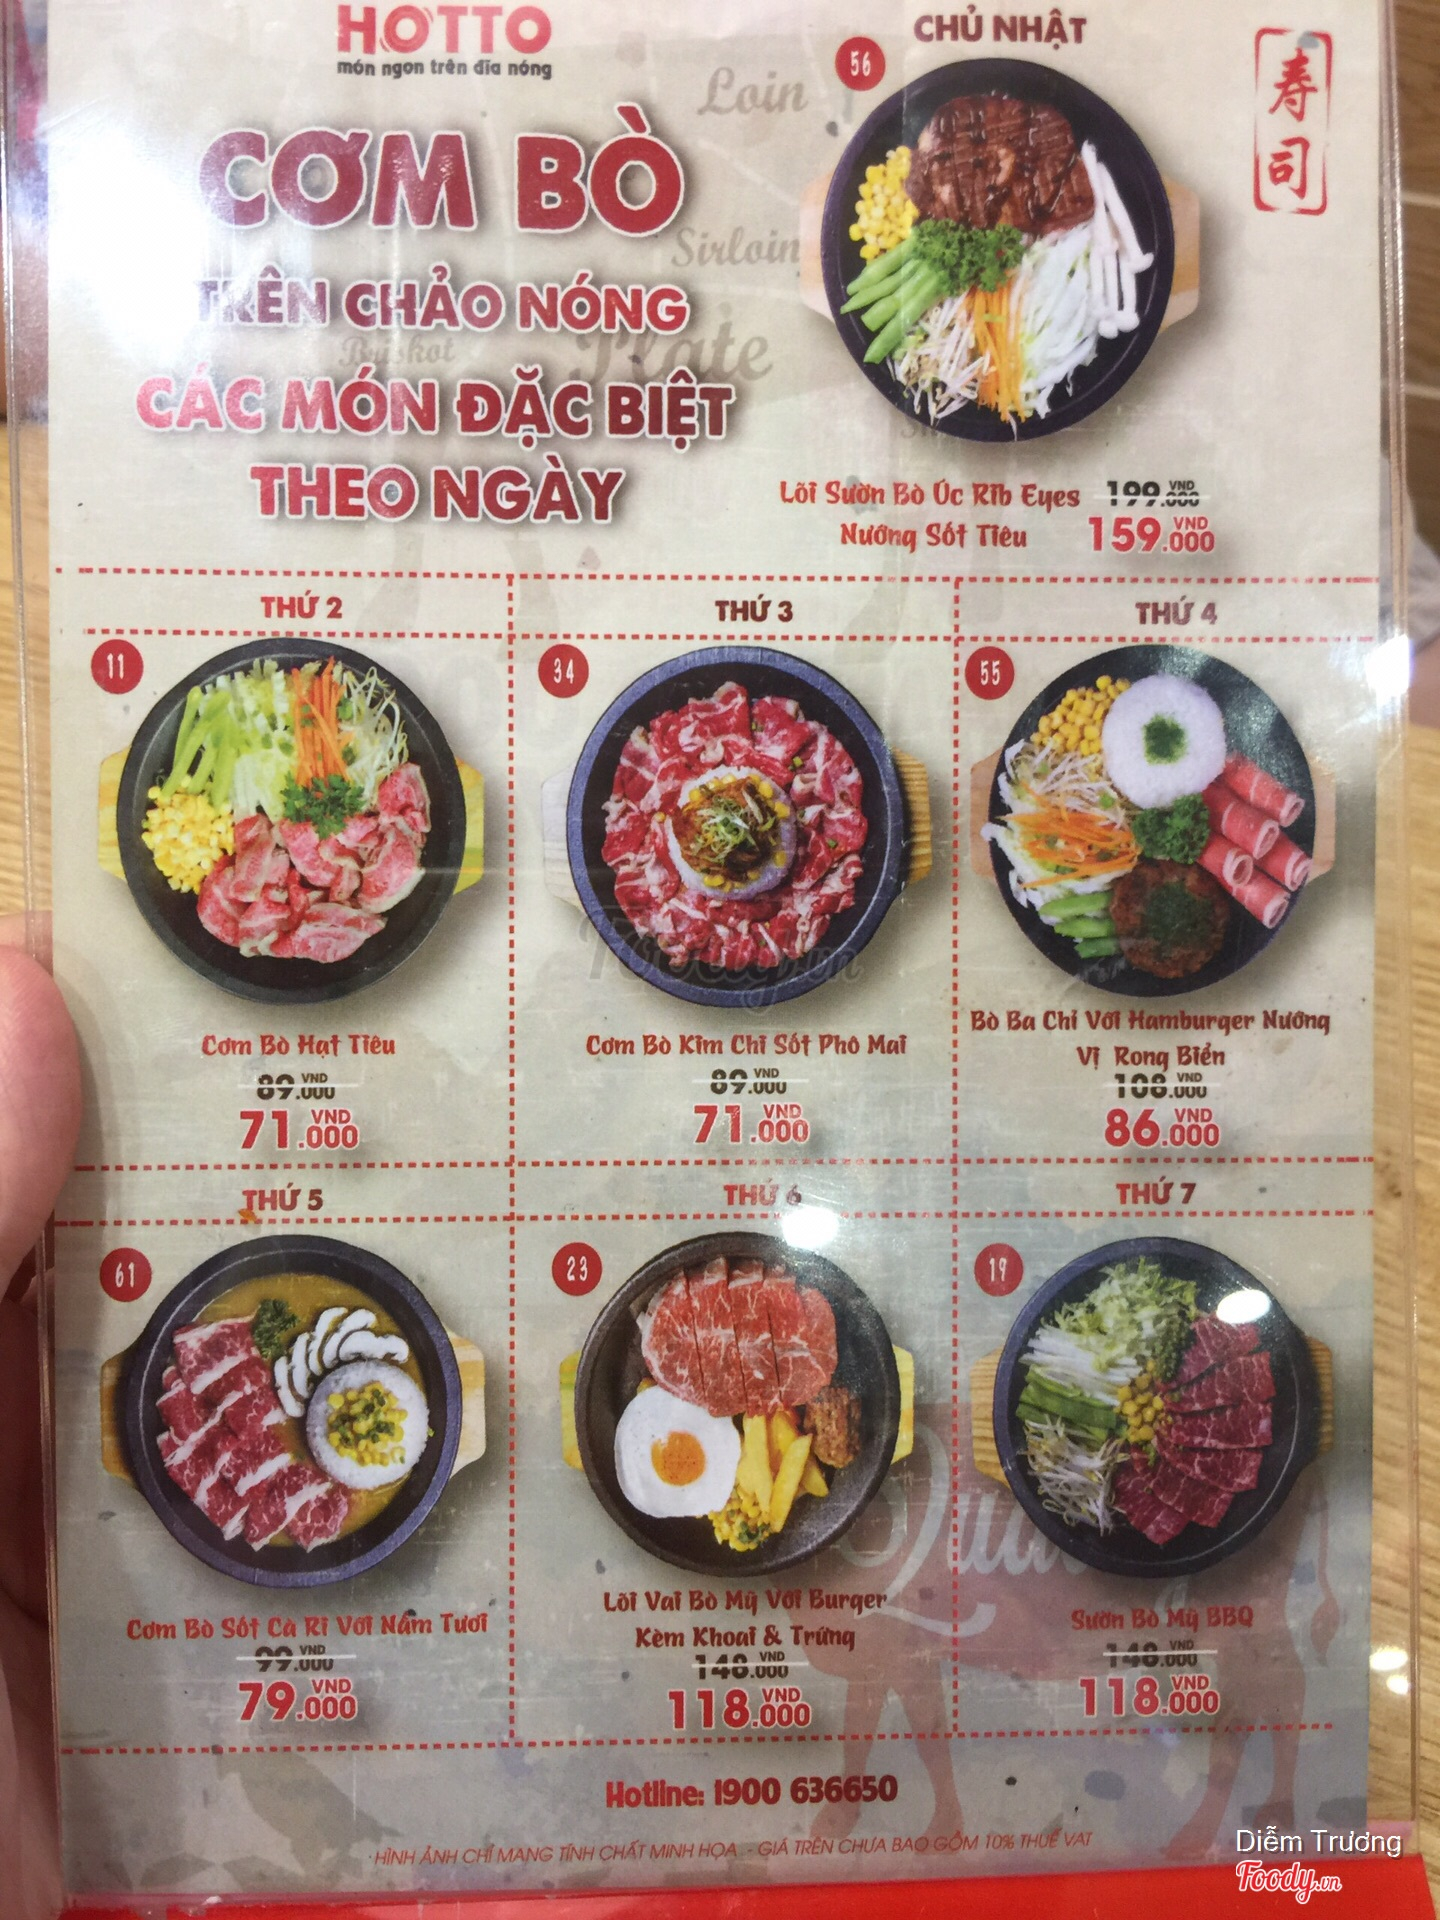 HOTTO
món ngon trên đĩa nóng
CƠM BÒ
TRÊN CHẢO NÓNG
CÁC MÓN ĐẶC BIỆT
THEO NGÀY
Loin
Sirloin
Plate
CHỦ NHẬT
56
寿司
Lõi Sườn Bò Úc Rib Eyes 199.000 VND
Nướng Sốt Tiêu 159.000 VND
THỨ 2
11
Cơm Bò Hạt Tiêu
89.000 VND
71.000 VND
THỨ 3
34
Cơm Bò Kim Chi Sốt Phô Mai
89.000 VND
71.000 VND
THỨ 4
55
Bò Ba Chỉ Với Hamburger Nướng
Vị Rong Biển
108.000 VND
86.000 VND
THỨ 5
61
Cơm Bò Sốt Cà Ri Với Nấm Tươi
99.000 VND
79.000 VND
THỨ 6
23
Lõi Vai Bò Mỹ Với Burger
Kèm Khoai & Trứng
148.000 VND
118.000 VND
THỨ 7
19
Sườn Bò Mỹ BBQ
148.000 VND
118.000 VND
Foody.vn
Hotline: 1900 636650
HÌNH ẢNH CHỈ MANG TÍNH CHẤT MINH HỌA - GIÁ TRÊN CHƯA BAO GỒM 10% THUẾ VAT
Diễm Trương
Foody.vn